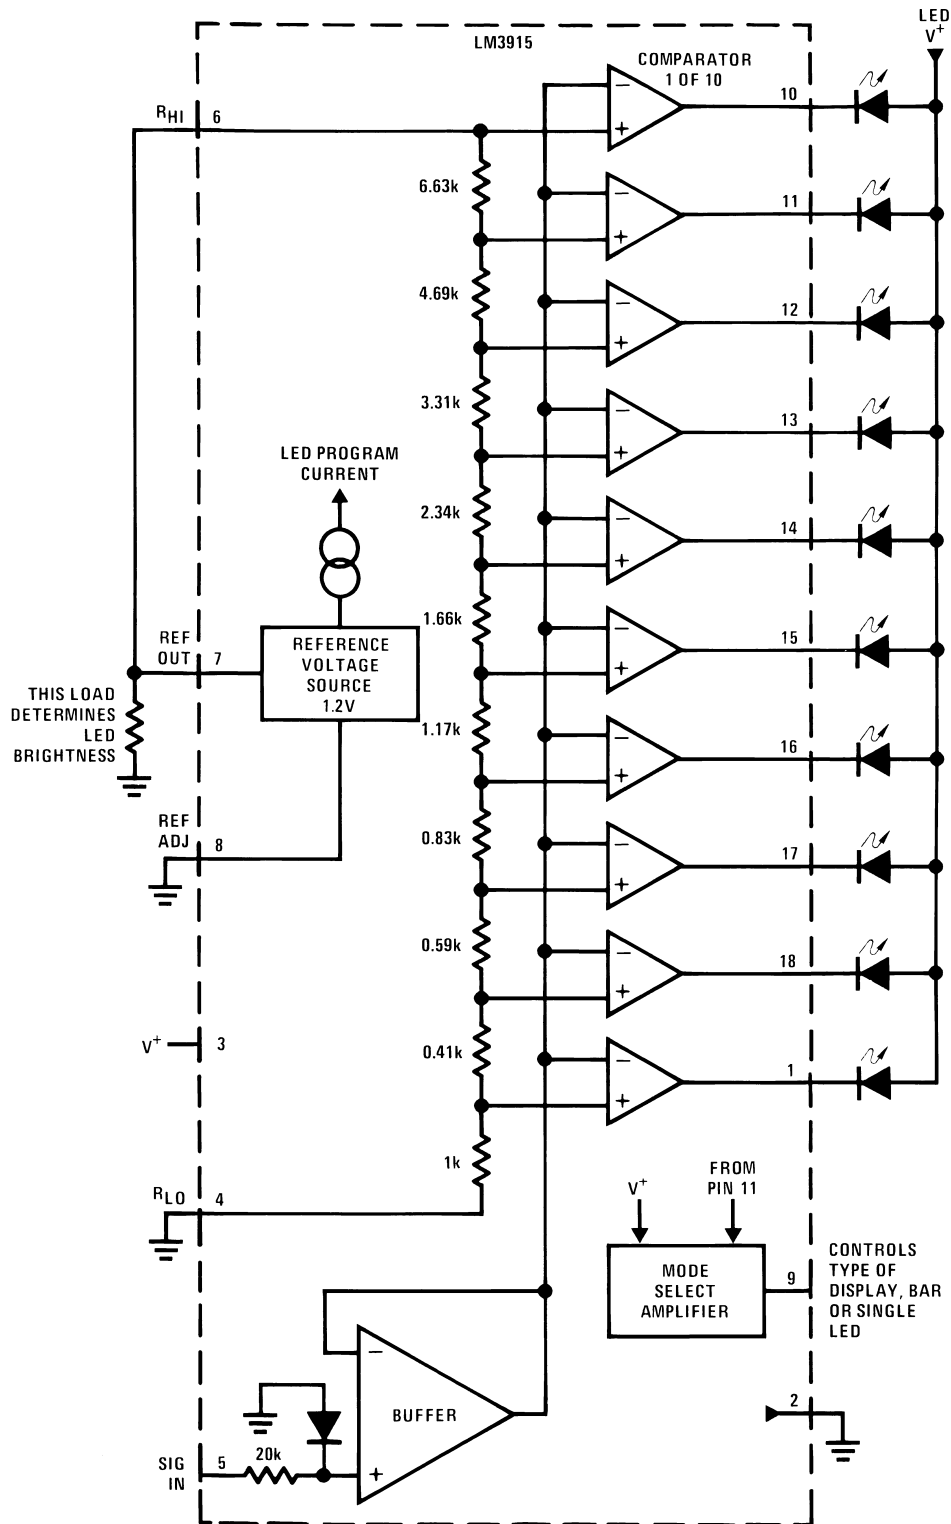 LED
V+
LM3915
COMPARATOR
1 OF 10
−
+
10
RHI
6
6.63k
−
+
11
4.69k
−
+
12
3.31k
−
+
13
LED PROGRAM
CURRENT
2.34k
−
+
14
1.66k
−
+
15
REF
OUT
7
REFERENCE
VOLTAGE
SOURCE
1.2V
THIS LOAD
DETERMINES
LED
BRIGHTNESS
1.17k
−
+
16
REF
ADJ
8
0.83k
−
+
17
0.59k
−
+
18
V+
3
0.41k
−
+
1
1k
RLO
4
V+
FROM
PIN 11
MODE
SELECT
AMPLIFIER
9
CONTROLS
TYPE OF
DISPLAY, BAR
OR SINGLE
LED
−
BUFFER
+
2
SIG
IN
5
20k